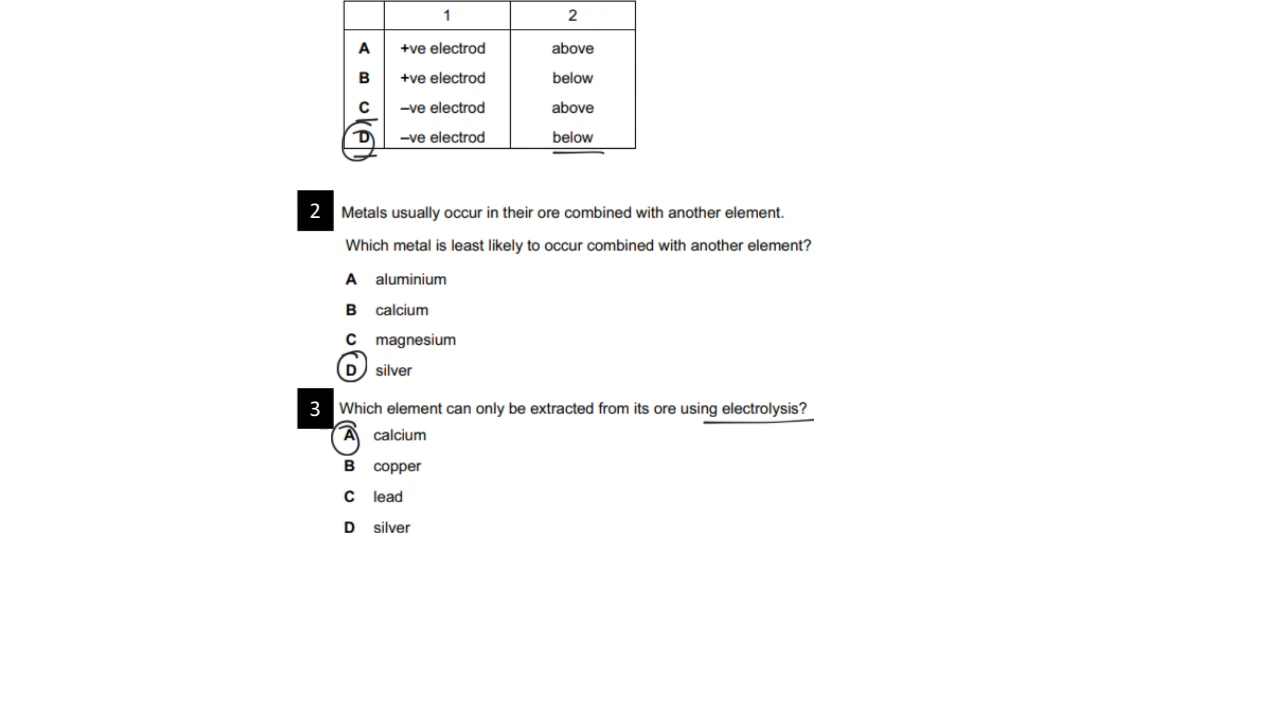 1 2
A +ve electrod above
B +ve electrod below
C –ve electrod above
D –ve electrod below
2 Metals usually occur in their ore combined with another element.
Which metal is least likely to occur combined with another element?
A aluminium
B calcium
C magnesium
D silver
3 Which element can only be extracted from its ore using electrolysis?
A calcium
B copper
C lead
D silver